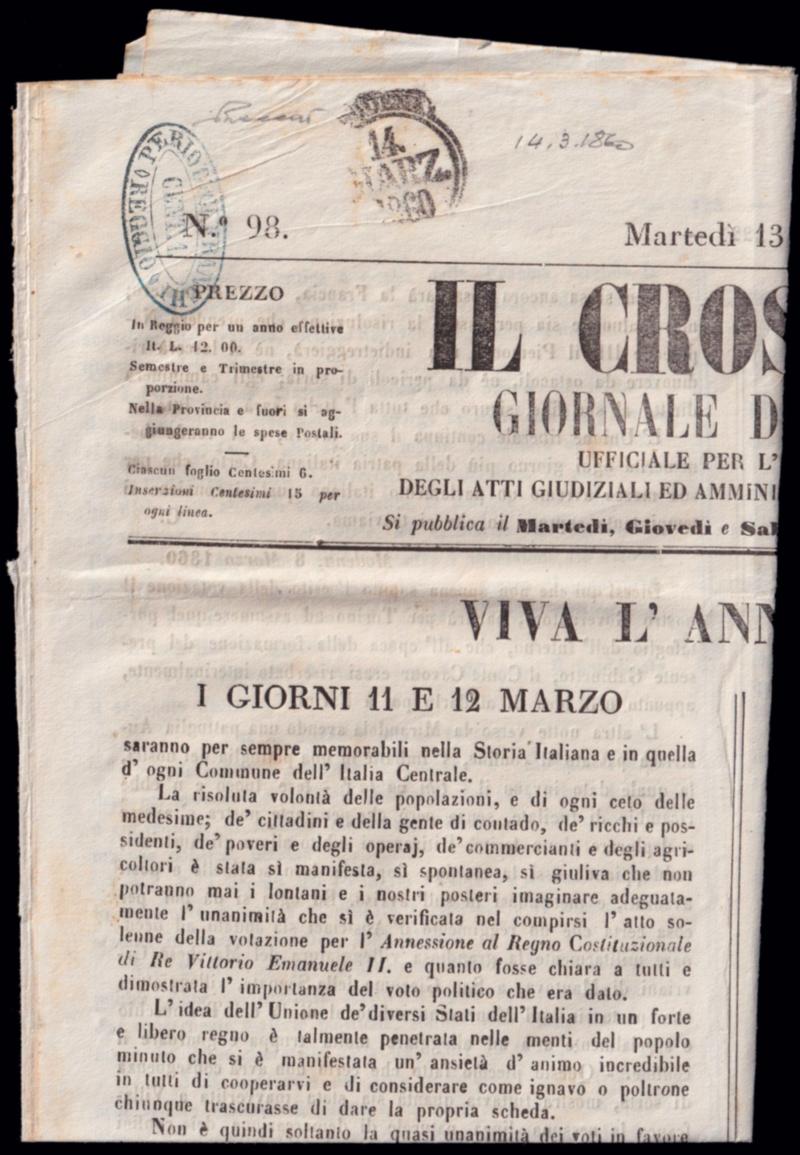 14.
MARZ.
1860
14.3.1860
N.º 98.
Martedì 13
PREZZO
In Reggio per un anno effettive
It. L. 12. 00.
Semestre e Trimestre in pro-
porzione.
Nella Provincia e fuori si ag-
giungeranno le spese Postali.
Ciascun foglio Centesimi 6.
Inserzioni Centesimi 15 per
ogni linea.
IL CROS
GIORNALE D
UFFICIALE PER L'
DEGLI ATTI GIUDIZIALI ED AMMINI
Si pubblica il Martedì, Giovedì e Sal
VIVA L' ANN
I GIORNI 11 E 12 MARZO
saranno per sempre memorabili nella Storia Italiana e in quella
d' ogni Commune dell' Italia Centrale.
La risoluta volontà delle popolazioni, e di ogni ceto delle
medesime; de' cittadini e della gente di contado, de' ricchi e pos-
sidenti, de' poveri e degli operaj, de' commercianti e degli agri-
coltori è stata sì manifesta, sì spontanea, sì giuliva che non
potranno mai i lontani e i nostri posteri imaginare adeguata-
mente l' unanimità che si è verificata nel compirsi l' atto so-
lenne della votazione per l' Annessione al Regno Costituzionale
di Re Vittorio Emanuele II. e quanto fosse chiara a tutti e
dimostrata l' importanza del voto politico che era dato.
L' idea dell' Unione de' diversi Stati dell' Italia in un forte
e libero regno è talmente penetrata nelle menti del popolo
minuto che si è manifestata un' ansietà d' animo incredibile
in tutti di cooperarvi e di considerare come ignavo o poltrone
chiunque trascurasse di dare la propria scheda.
Non è quindi soltanto la quasi unanimità dei voti in favore